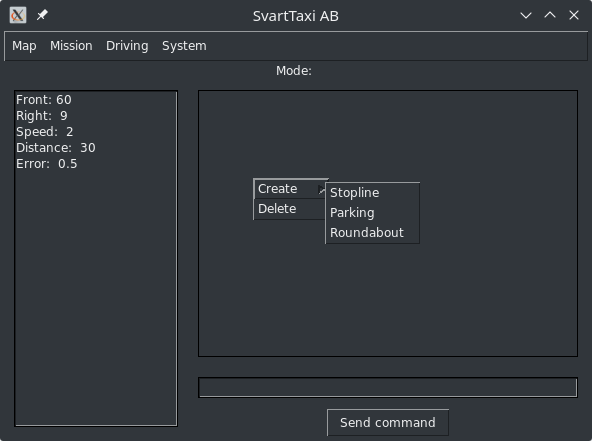 SvartTaxi AB
Map Mission Driving System
Mode:
Front: 60
Right: 9
Speed: 2
Distance: 30
Error: 0.5
Create
Delete
Stopline
Parking
Roundabout
Send command